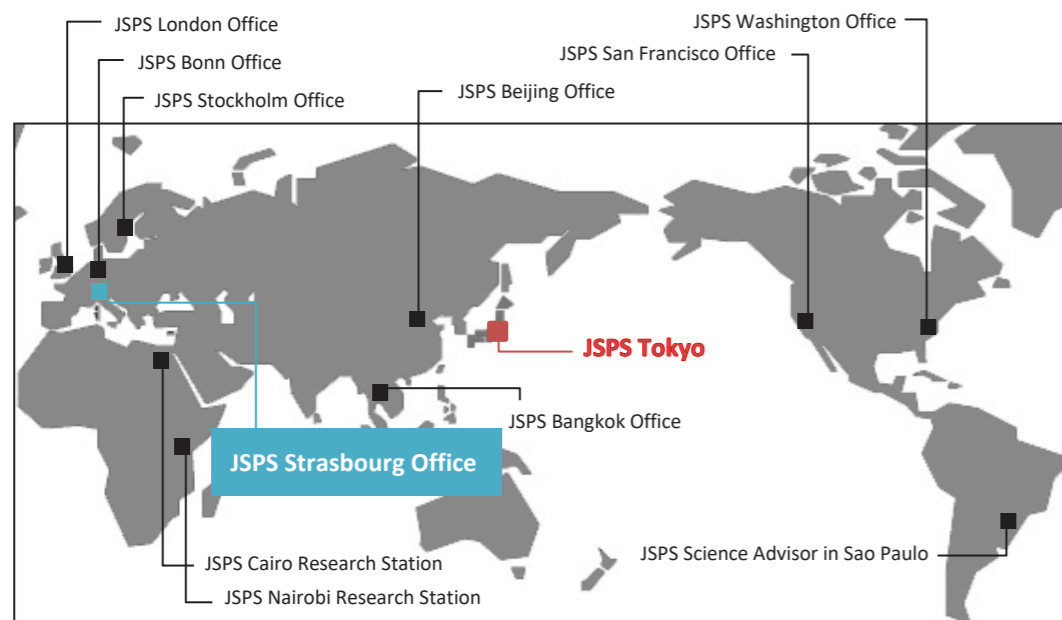 JSPS London Office
JSPS Washington Office
JSPS San Francisco Office
JSPS Bonn Office
JSPS Stockholm Office
JSPS Beijing Office
JSPS Tokyo
JSPS Bangkok Office
JSPS Strasbourg Office
JSPS Science Advisor in Sao Paulo
JSPS Cairo Research Station
JSPS Nairobi Research Station